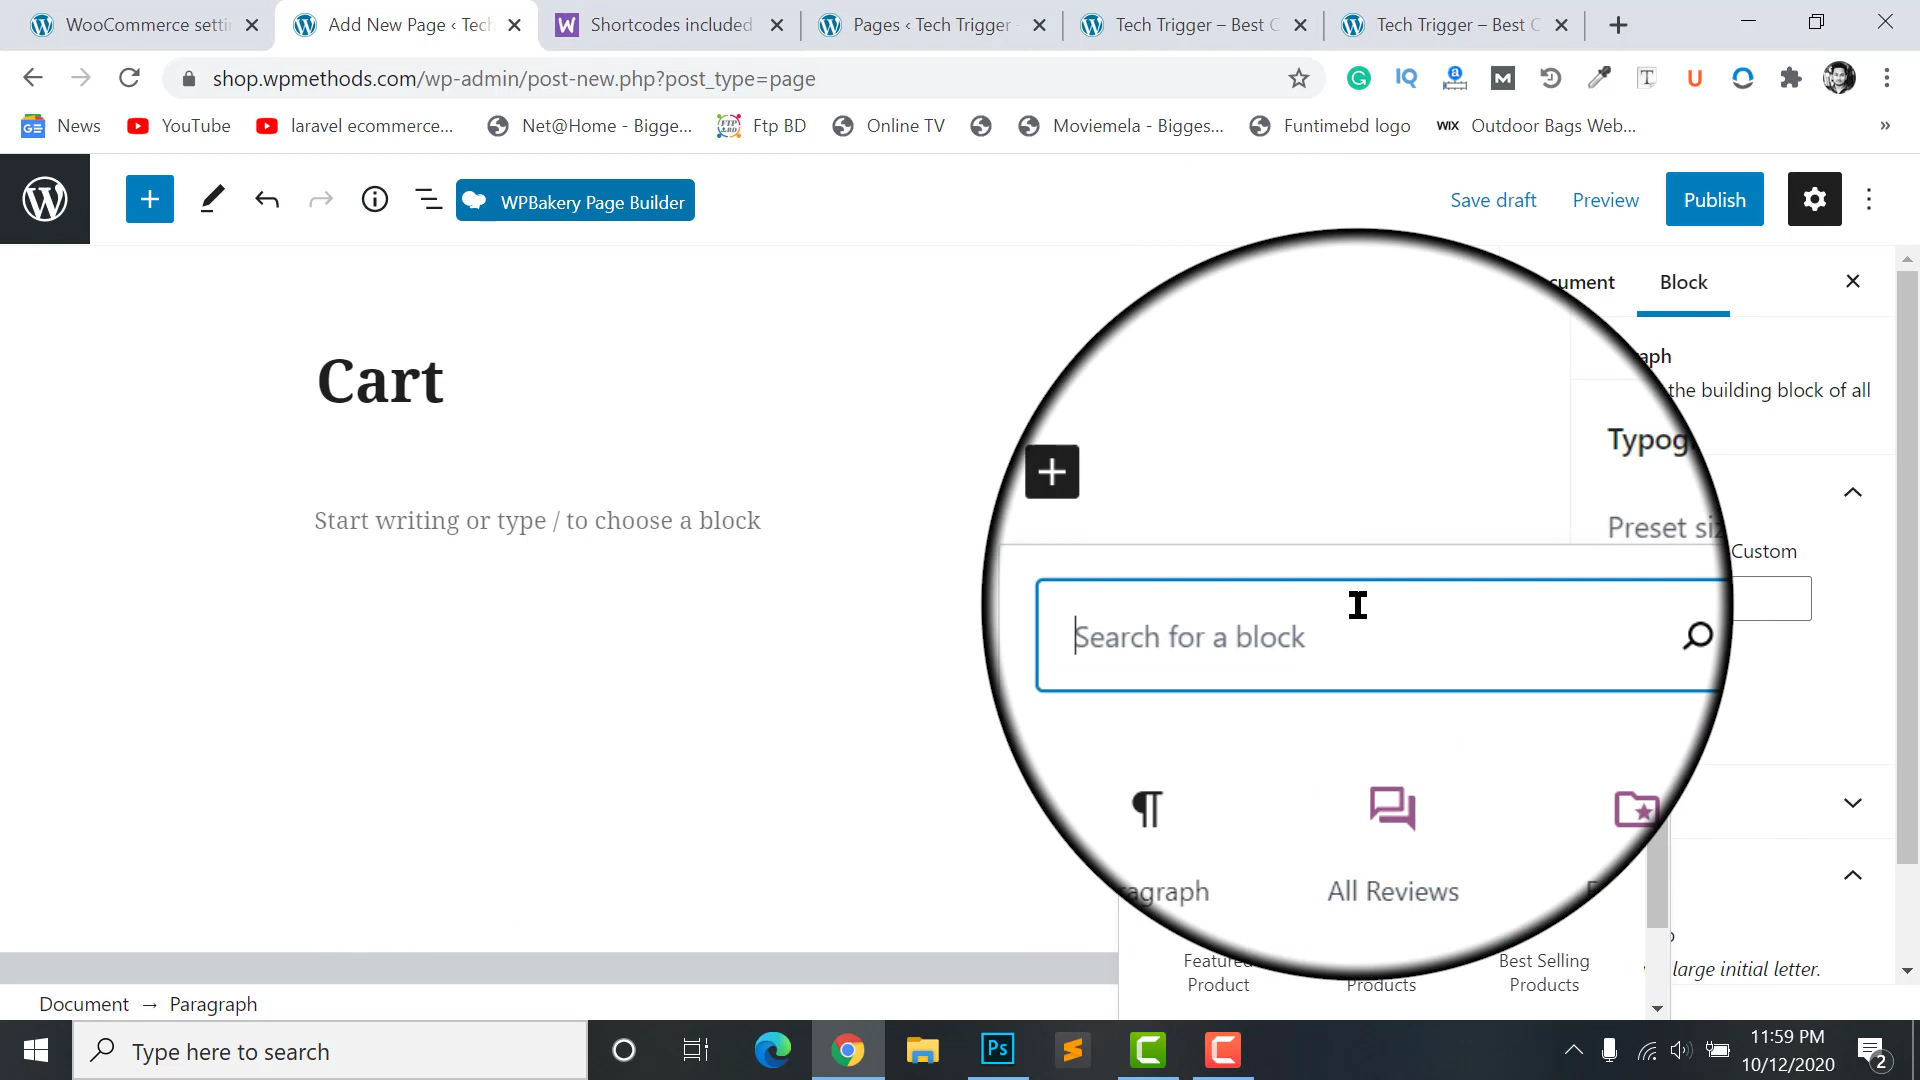 WooCommerce setti
Add New Page ‹ Tech
Shortcodes included
Pages ‹ Tech Trigger
Tech Trigger – Best C
Tech Trigger – Best C
shop.wpmethods.com/wp-admin/post-new.php?post_type=page
News
YouTube
laravel ecommerce...
Net@Home - Bigge...
Ftp BD
Online TV
Moviemela - Bigges...
Funtimebd logo
WIX Outdoor Bags Web...
WPBakery Page Builder
Save draft
Preview
Publish
cument
Block
Cart
aph
the building block of all
Typog
Start writing or type / to choose a block
Preset siz
Custom
Search for a block
agraph
All Reviews
Featured
Product
Products
Best Selling
Products
large initial letter.
Document → Paragraph
Type here to search
Ps
11:59 PM
10/12/2020
2